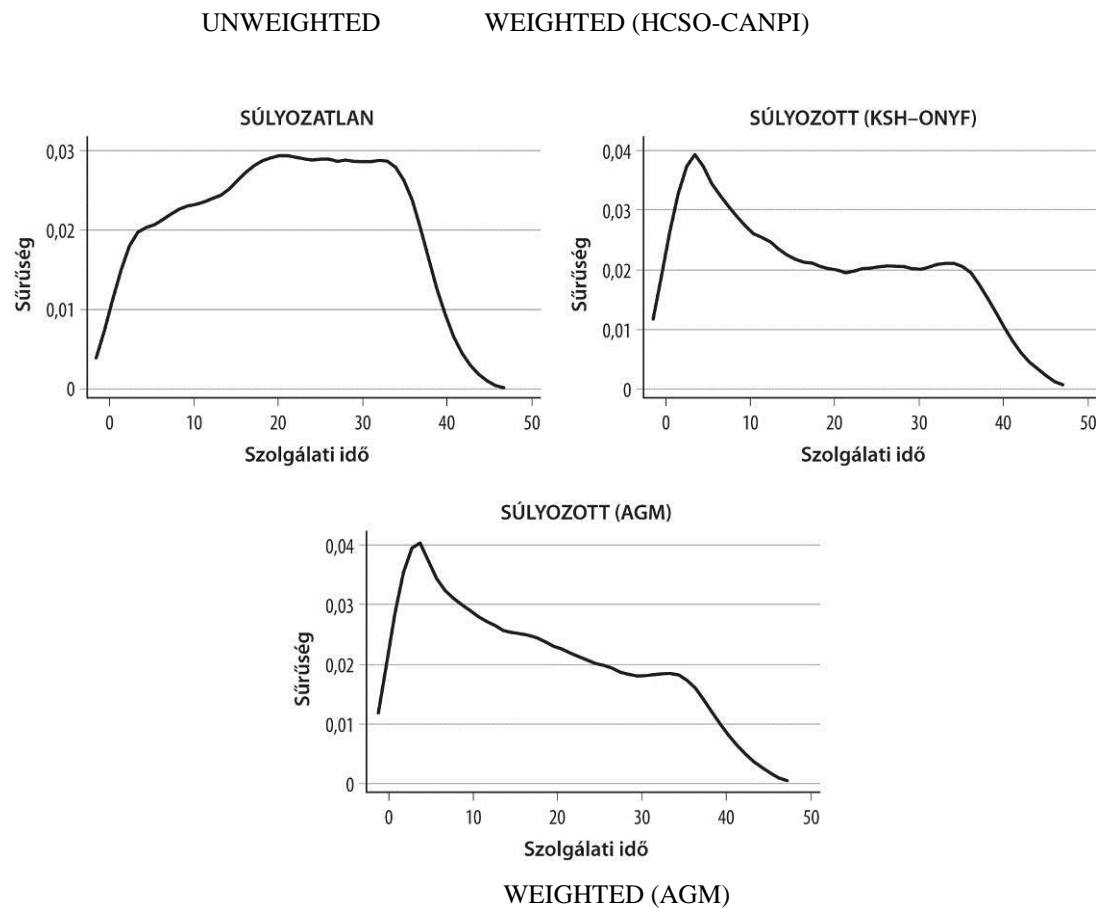 UNWEIGHTED WEIGHTED (HCSO-CANPI)
SÚLYOZATLAN
0,03
0,02
0,01
0
Sűrűség
0 10 20 30 40 50
Szolgálati idő
SÚLYOZOTT (KSH–ONYF)
0,04
0,03
0,02
0,01
0
Sűrűség
0 10 20 30 40 50
Szolgálati idő
SÚLYOZOTT (AGM)
0,04
0,03
0,02
0,01
0
Sűrűség
0 10 20 30 40 50
Szolgálati idő
WEIGHTED (AGM)